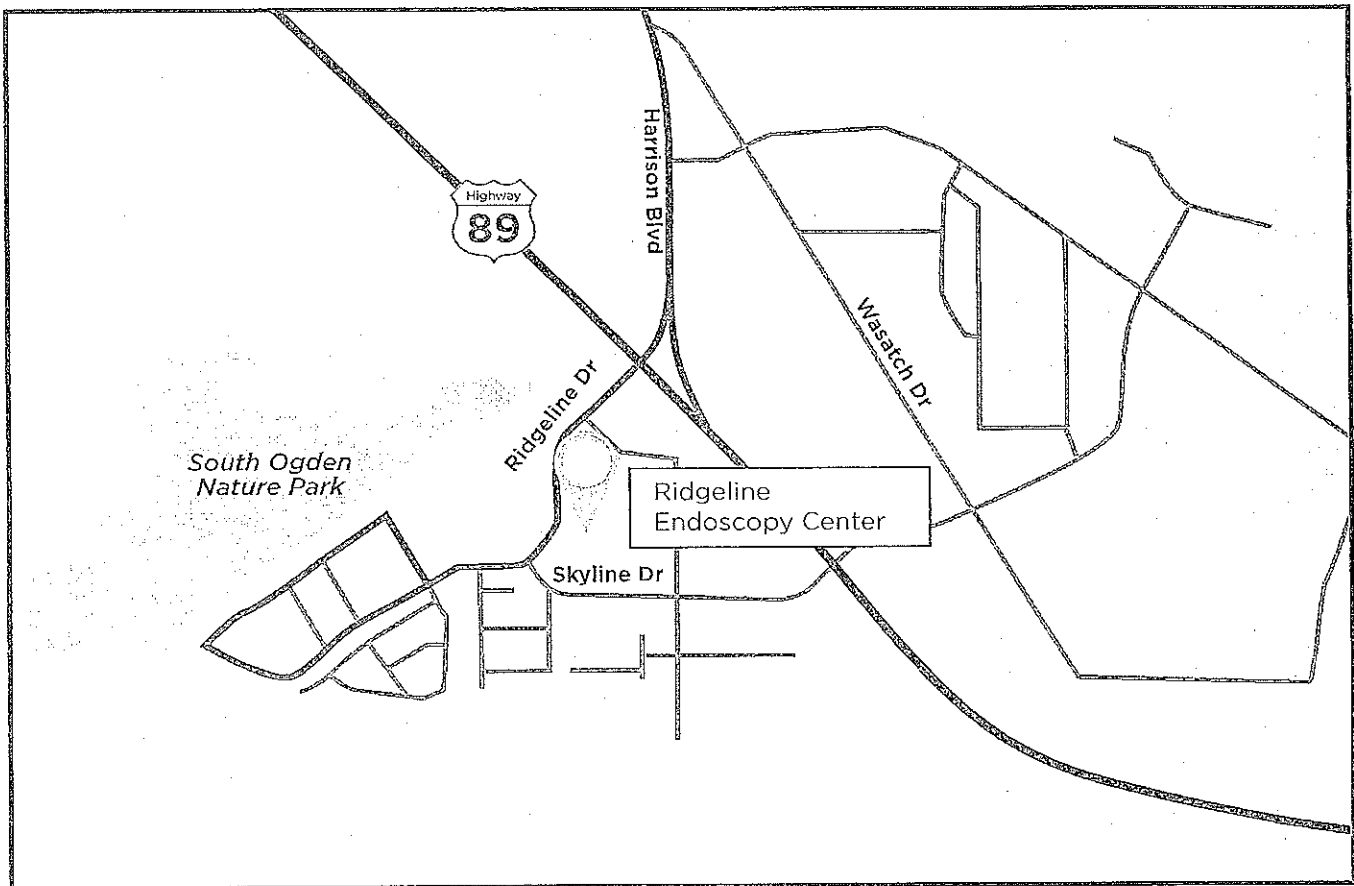 Harrison Blvd
Highway
89
Wasatch Dr
Ridgeline Dr
South Ogden
Nature Park
Ridgeline
Endoscopy Center
Skyline Dr